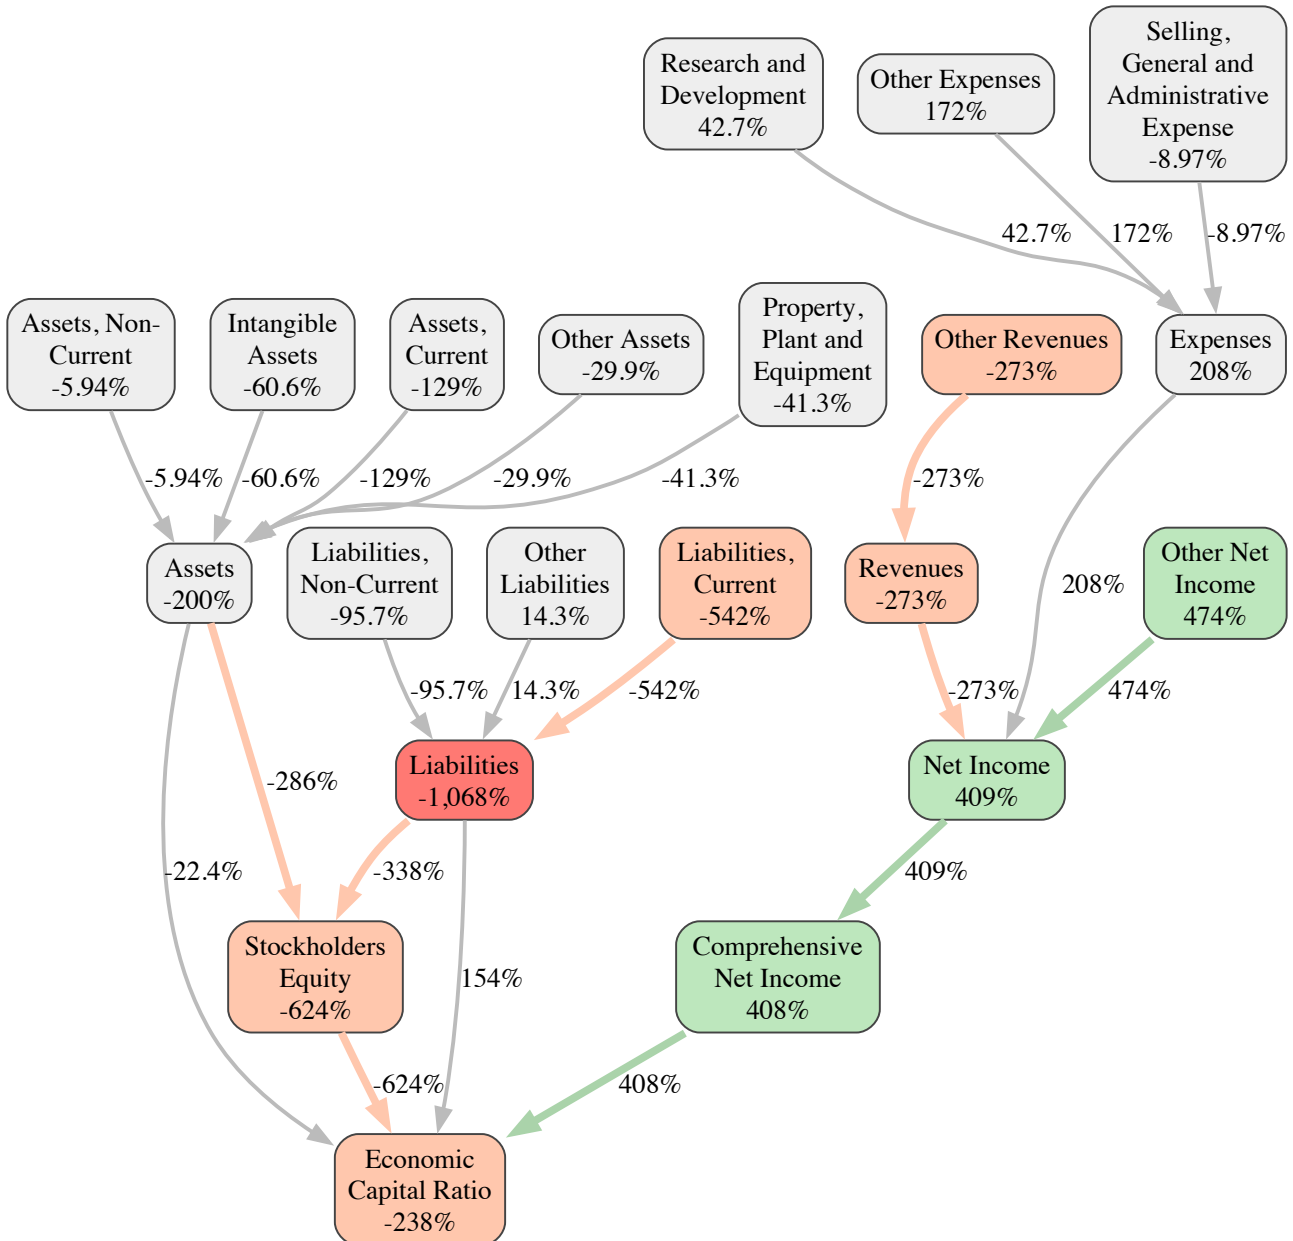 Research and
Development
42.7%
Other Expenses
172%
Selling,
General and
Administrative
Expense
-8.97%
42.7%
172%
-8.97%
Assets, Non-
Current
-5.94%
Intangible
Assets
-60.6%
Assets,
Current
-129%
Other Assets
-29.9%
Property,
Plant and
Equipment
-41.3%
Other Revenues
-273%
Expenses
208%
-5.94%
-60.6%
-129%
-29.9%
-41.3%
-273%
Assets
-200%
Liabilities,
Non-Current
-95.7%
Other
Liabilities
14.3%
Liabilities,
Current
-542%
Revenues
-273%
208%
Other Net
Income
474%
-95.7%
14.3%
-542%
-273%
474%
-286%
Liabilities
-1,068%
Net Income
409%
-22.4%
-338%
409%
Stockholders
Equity
-624%
154%
Comprehensive
Net Income
408%
-624%
408%
Economic
Capital Ratio
-238%